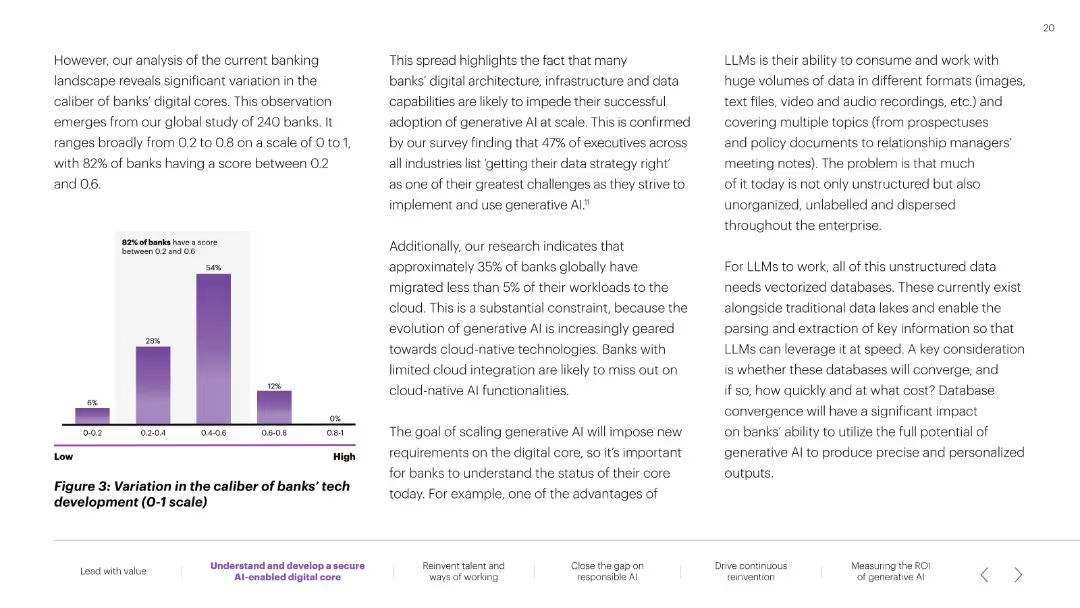 20
However, our analysis of the current banking
landscape reveals significant variation in the
caliber of banks' digital cores. This observation
emerges from our global study of 240 banks. It
ranges broadly from 0.2 to 0.8 on a scale of 0 to 1,
with 82% of banks having a score between 0.2
and 0.6.
82% of banks have a score
between 0.2 and 0.6
6%
28%
54%
12%
0%
0-0.2
0.2-0.4
0.4-0.6
0.6-0.8
0.8-1
Low
High
Figure 3: Variation in the caliber of banks' tech
development (0-1 scale)
This spread highlights the fact that many
banks' digital architecture, infrastructure and data
capabilities are likely to impede their successful
adoption of generative AI at scale. This is confirmed
by our survey finding that 47% of executives across
all industries list 'getting their data strategy right'
as one of their greatest challenges as they strive to
implement and use generative AI.11
Additionally, our research indicates that
approximately 35% of banks globally have
migrated less than 5% of their workloads to the
cloud. This is a substantial constraint, because the
evolution of generative AI is increasingly geared
towards cloud-native technologies. Banks with
limited cloud integration are likely to miss out on
cloud-native AI functionalities.
The goal of scaling generative AI will impose new
requirements on the digital core, so it's important
for banks to understand the status of their core
today. For example, one of the advantages of
LLMs is their ability to consume and work with
huge volumes of data in different formats (images,
text files, video and audio recordings, etc.) and
covering multiple topics (from prospectuses
and policy documents to relationship managers'
meeting notes). The problem is that much
of it today is not only unstructured but also
unorganized, unlabelled and dispersed
throughout the enterprise.
For LLMs to work, all of this unstructured data
needs vectorized databases. These currently exist
alongside traditional data lakes and enable the
parsing and extraction of key information so that
LLMs can leverage it at speed. A key consideration
is whether these databases will converge, and
if so, how quickly and at what cost? Database
convergence will have a significant impact
on banks' ability to utilize the full potential of
generative AI to produce precise and personalized
outputs.
Lead with value
Understand and develop a secure
AI-enabled digital core
Reinvent talent and
ways of working
Close the gap on
responsible AI
Drive continuous
reinvention
Measuring the ROI
of generative AI